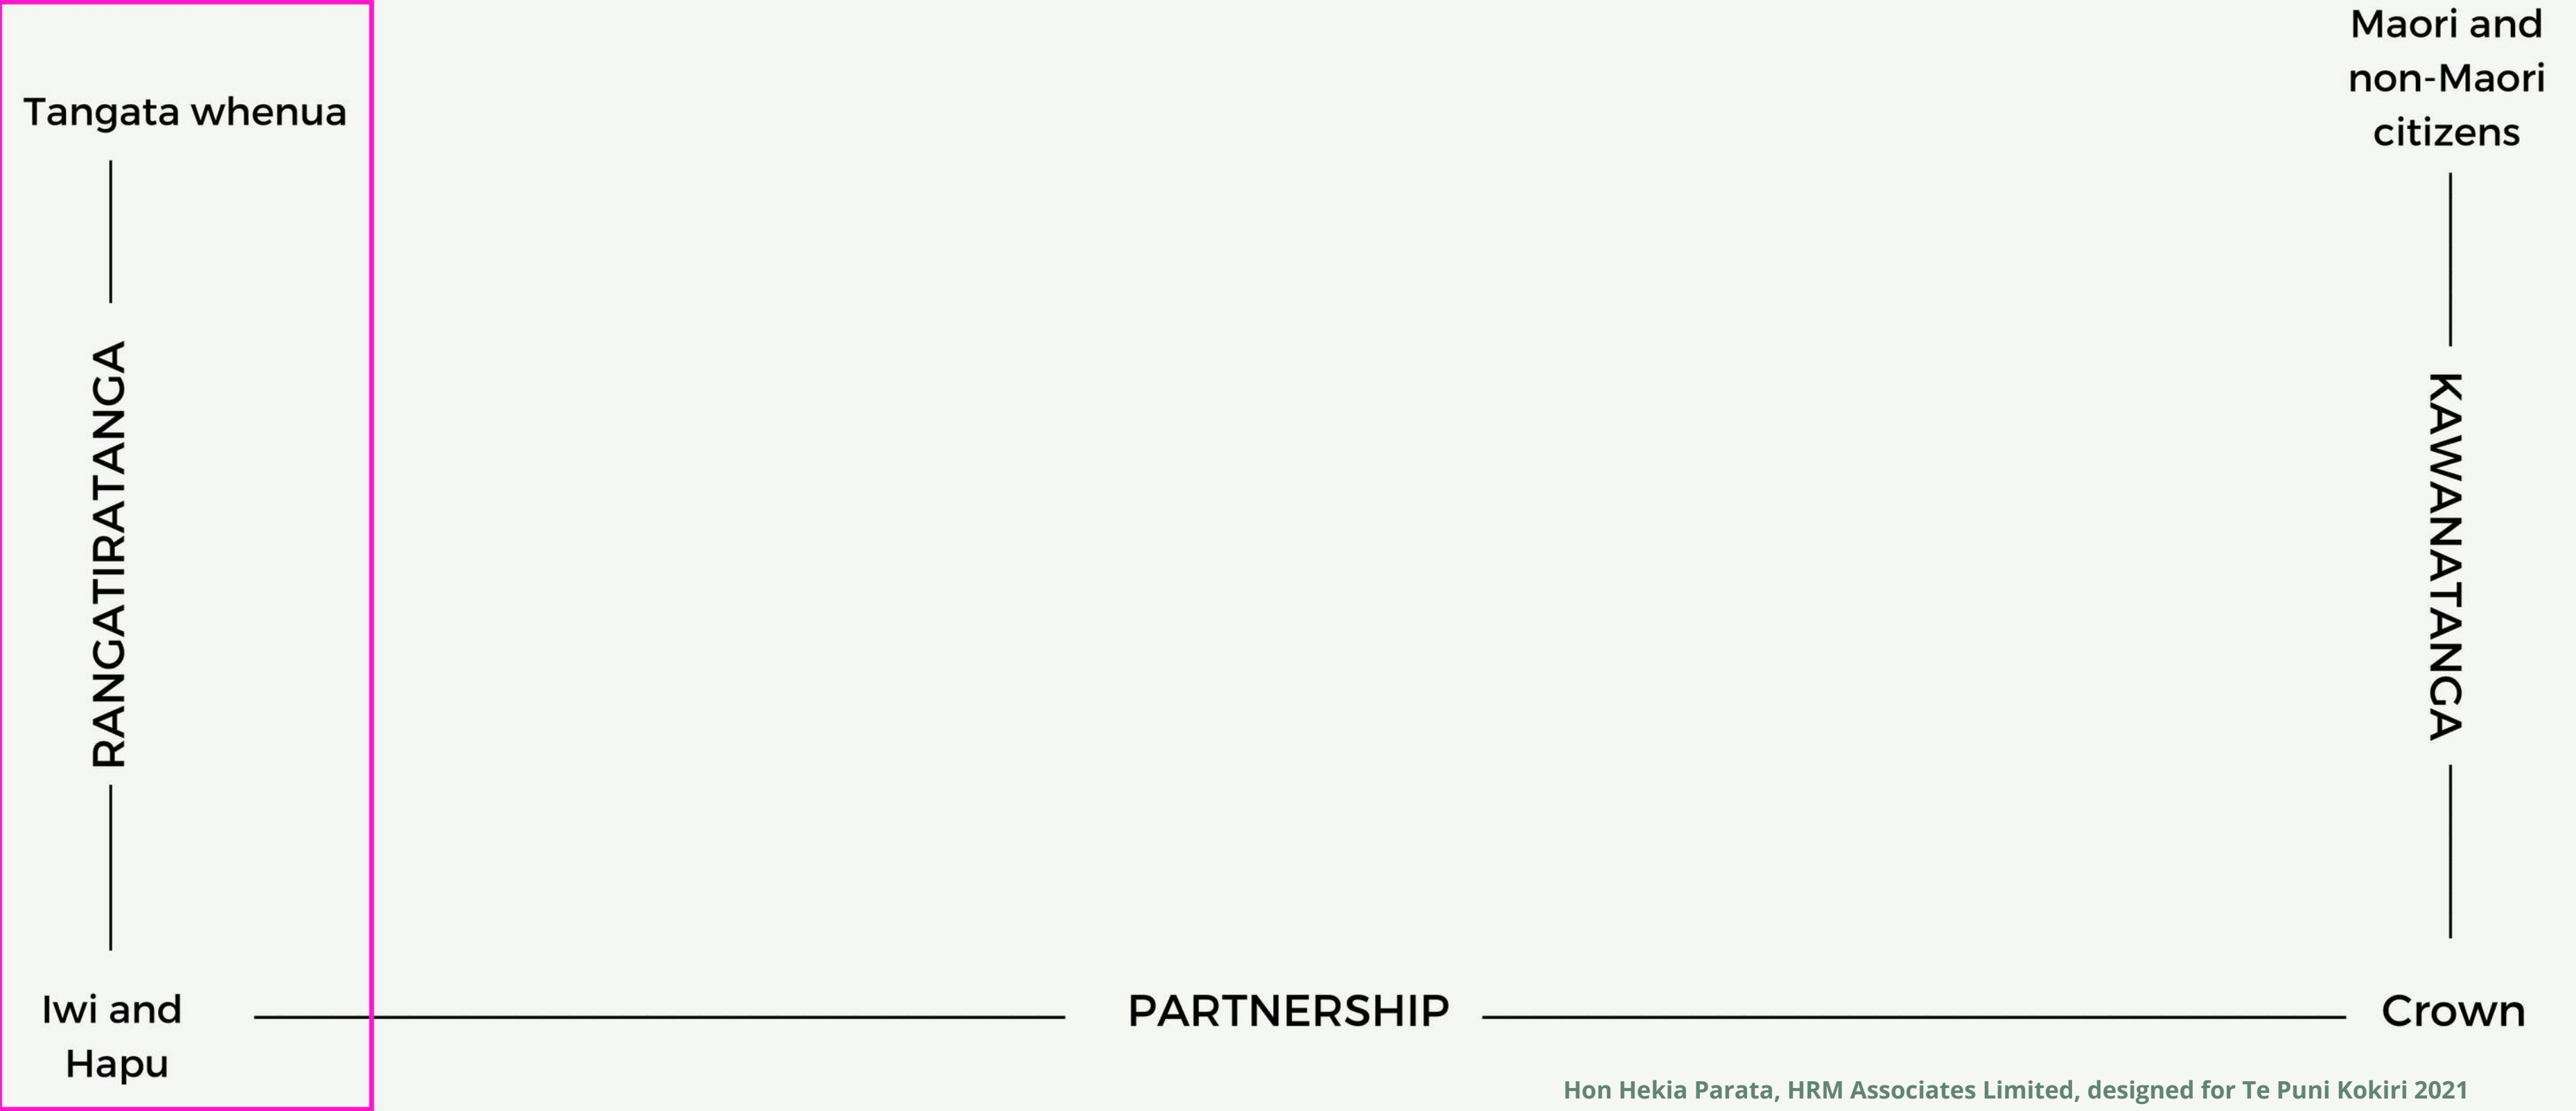 Tangata whenua
RANGATIRATANGA
Iwi and
Hapu
PARTNERSHIP
Maori and
non-Maori
citizens
KAWANATANGA
Crown
Hon Hekia Parata, HRM Associates Limited, designed for Te Puni Kokiri 2021